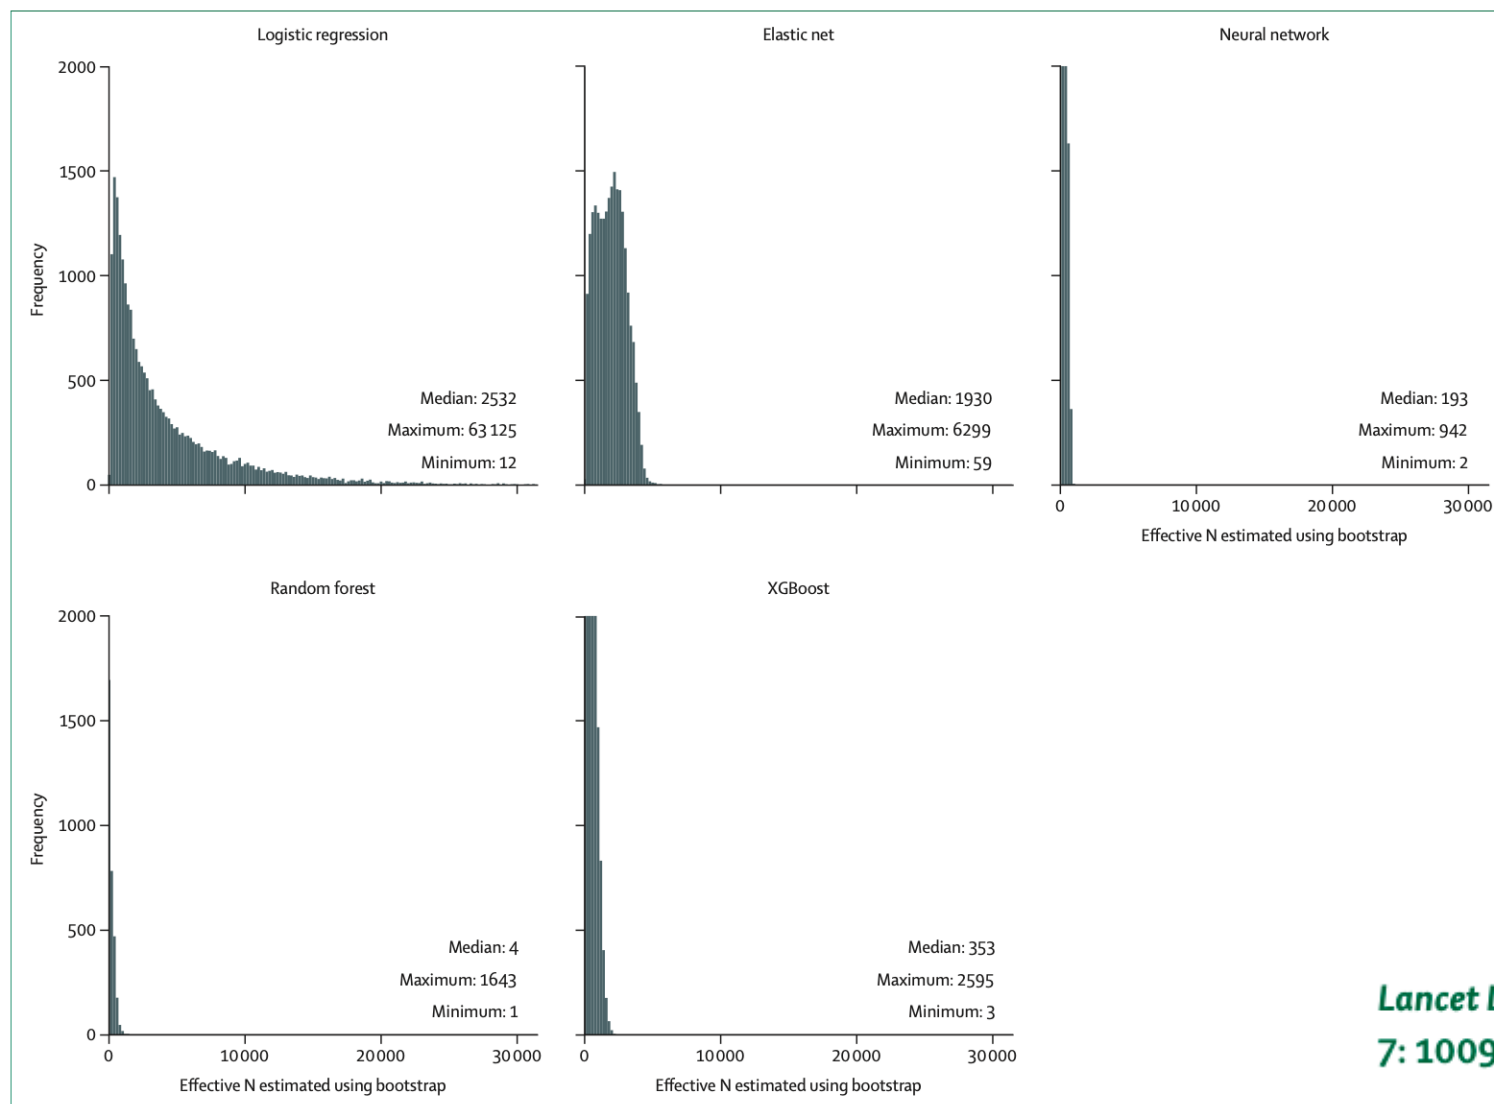 Logistic regression
Elastic net
Neural network
Frequency
2000
1500
1000
500
0
Median: 2532
Maximum: 63 125
Minimum: 12
Median: 1930
Maximum: 6299
Minimum: 59
Median: 193
Maximum: 942
Minimum: 2
0 10 000 20 000 30 000
Effective N estimated using bootstrap
Random forest
XGBoost
Frequency
2000
1500
1000
500
0
Median: 4
Maximum: 1643
Minimum: 1
Median: 353
Maximum: 2595
Minimum: 3
0 10 000 20 000 30 000
0 10 000 20 000 30 000
Effective N estimated using bootstrap
Effective N estimated using bootstrap
Lancet
7: 1009